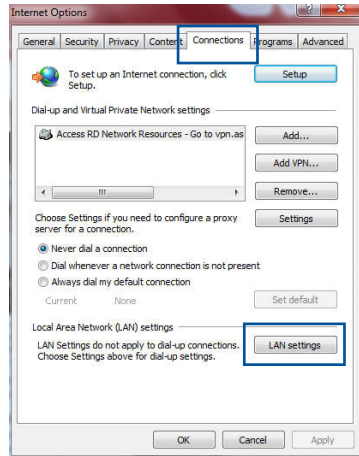 Internet Options
General Security Privacy Content Connections Programs Advanced
To set up an Internet connection, click
Setup.
Setup
Dial-up and Virtual Private Network settings
Access RD Network Resources - Go to vpn.as
Add...
Add VPN...
Remove...
Choose Settings if you need to configure a proxy
server for a connection.
Settings
Never dial a connection
Dial whenever a network connection is not present
Always dial my default connection
Current None
Set default
Local Area Network (LAN) settings
LAN Settings do not apply to dial-up connections.
Choose Settings above for dial-up settings.
LAN settings
OK Cancel Apply